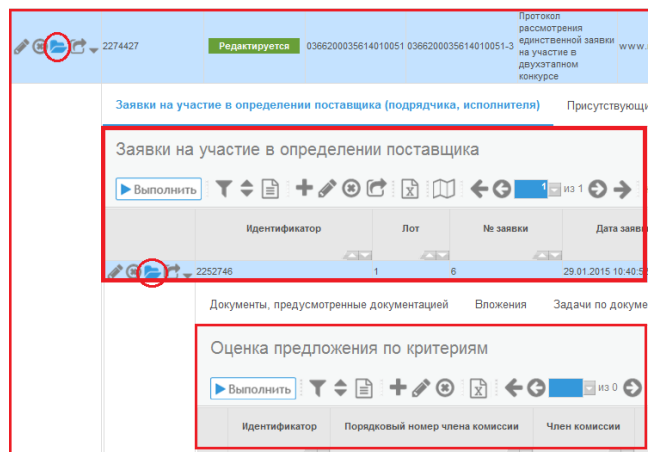 Протокол
рассмотрения
единственной заявки
на участие в
двухэтапном
конкурсе
2274427 Редактируется 0366200035614010051 0366200035614010051-3 www.
Заявки на участие в определении поставщика (подрядчика, исполнителя) Присутствующи
Заявки на участие в определении поставщика
Выполнить 1 из 1
Идентификатор Лот № заявки Дата заяв
2252746 1 6 29.01.2015 10:40:5
Документы, предусмотренные документацией Вложения Задачи по докуме
Оценка предложения по критериям
Выполнить из 0
Идентификатор Порядковый номер члена комиссии Член комиссии